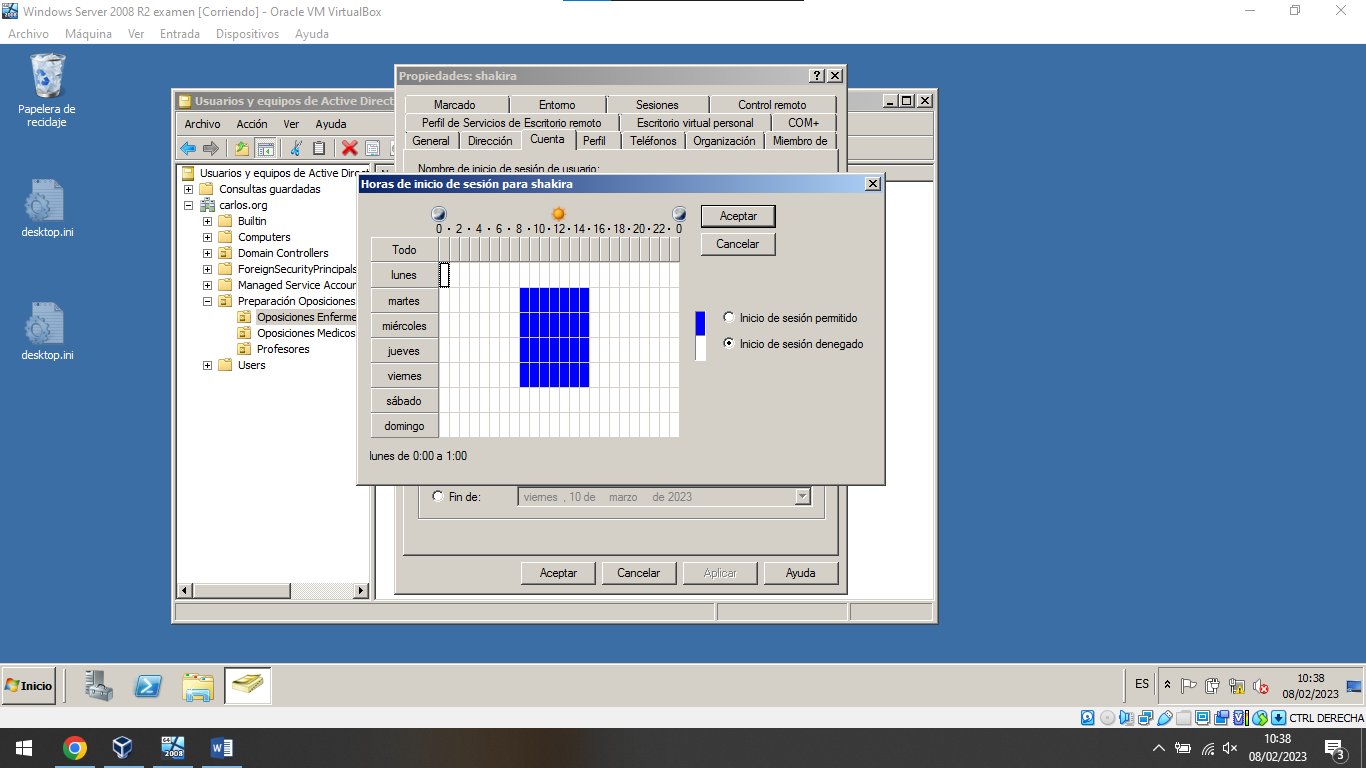 Windows Server 2008 R2 examen [Corriendo] - Oracle VM VirtualBox
Archivo Máquina Ver Entrada Dispositivos Ayuda
Papelera de
reciclaje
desktop.ini
desktop.ini
Usuarios y equipos de Active Direct
Archivo Acción Ver Ayuda
Usuarios y equipos de Active Direct
Consultas guardadas
carlos.org
Builtin
Computers
Domain Controllers
ForeignSecurityPrincipals
Managed Service Accour
Preparación Oposiciones
Oposiciones Enferme
Oposiciones Medicos
Profesores
Users
Propiedades: shakira
Marcado Entorno Sesiones Control remoto
Perfil de Servicios de Escritorio remoto Escritorio virtual personal COM+
General Dirección Cuenta Perfil Teléfonos Organización Miembro de
Nombre de inicio de sesión de usuario:
Horas de inicio de sesión para shakira
0 · 2 · 4 · 6 · 8 · 10 · 12 · 14 · 16 · 18 · 20 · 22 · 0
Todo
lunes
martes
miércoles
jueves
viernes
sábado
domingo
lunes de 0:00 a 1:00
Aceptar
Cancelar
Inicio de sesión permitido
Inicio de sesión denegado
Fin de: viernes , 10 de marzo de 2023
Aceptar Cancelar Aplicar Ayuda
Inicio
2008
ES
10:38
08/02/2023
CTRL DERECHA
2008
10:38
08/02/2023
3